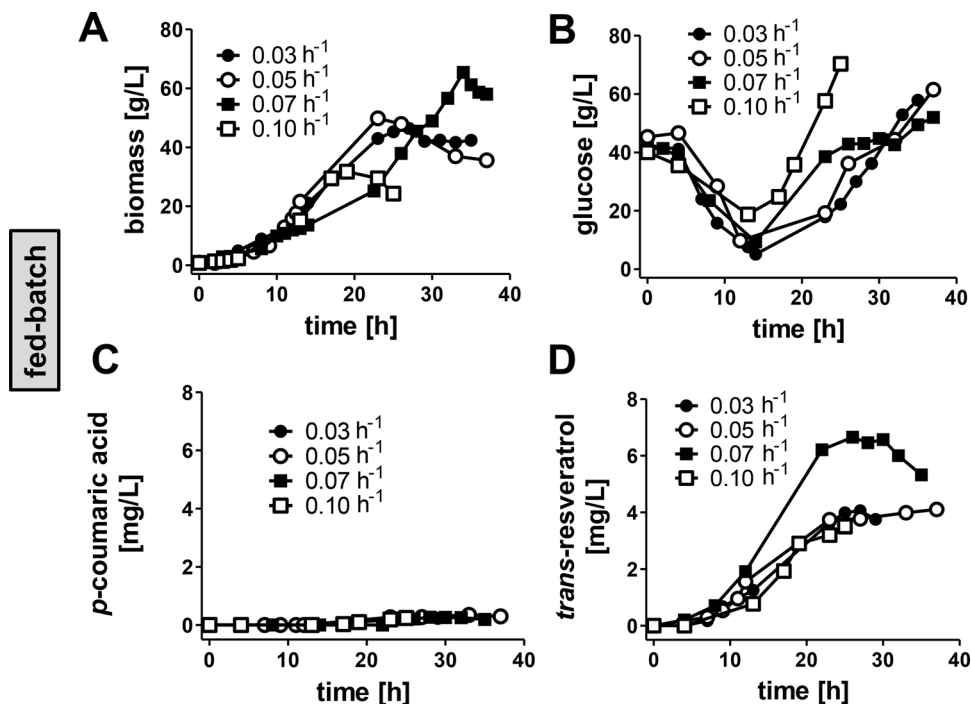 fed-batch
A
biomass [g/L]
80
60
40
20
0
0.03 h⁻¹
0.05 h⁻¹
0.07 h⁻¹
0.10 h⁻¹
0 10 20 30 40
time [h]
B
glucose [g/L]
80
60
40
20
0
0.03 h⁻¹
0.05 h⁻¹
0.07 h⁻¹
0.10 h⁻¹
0 10 20 30 40
time [h]
C
p-coumaric acid
[mg/L]
8
6
4
2
0
0.03 h⁻¹
0.05 h⁻¹
0.07 h⁻¹
0.10 h⁻¹
0 10 20 30 40
time [h]
D
trans-resveratrol
[mg/L]
8
6
4
2
0
0.03 h⁻¹
0.05 h⁻¹
0.07 h⁻¹
0.10 h⁻¹
0 10 20 30 40
time [h]